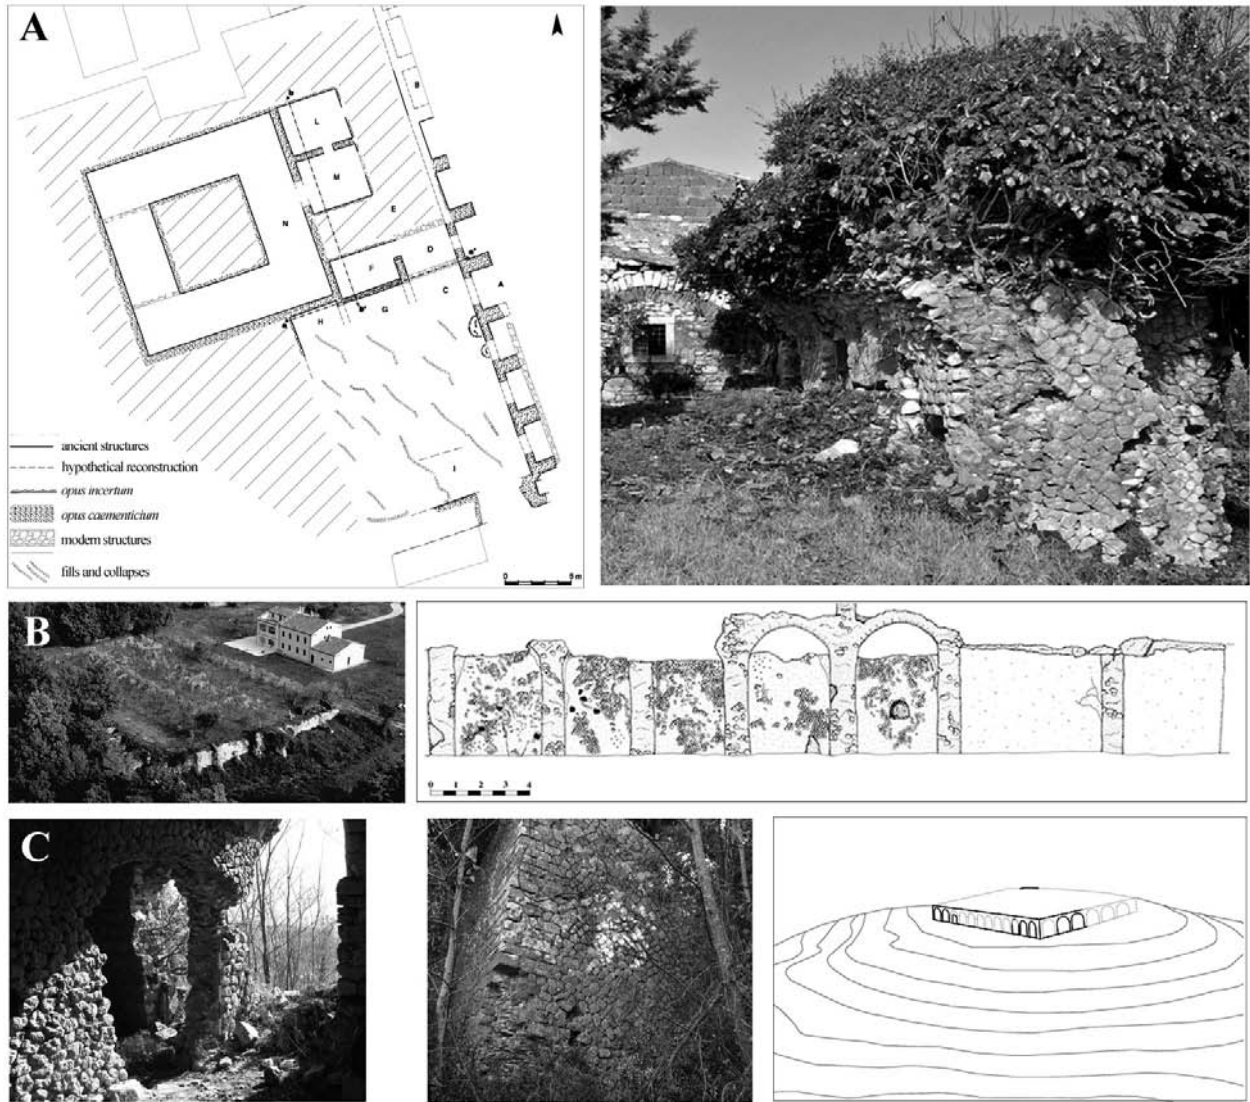 A
B
L
M
E
N
D
F
A
C
G
H
I
ancient structures
hypothetical reconstruction
opus incertum
opus caementicium
modern structures
fills and collapses
0 5 m
B
0 1 2 3 4
C